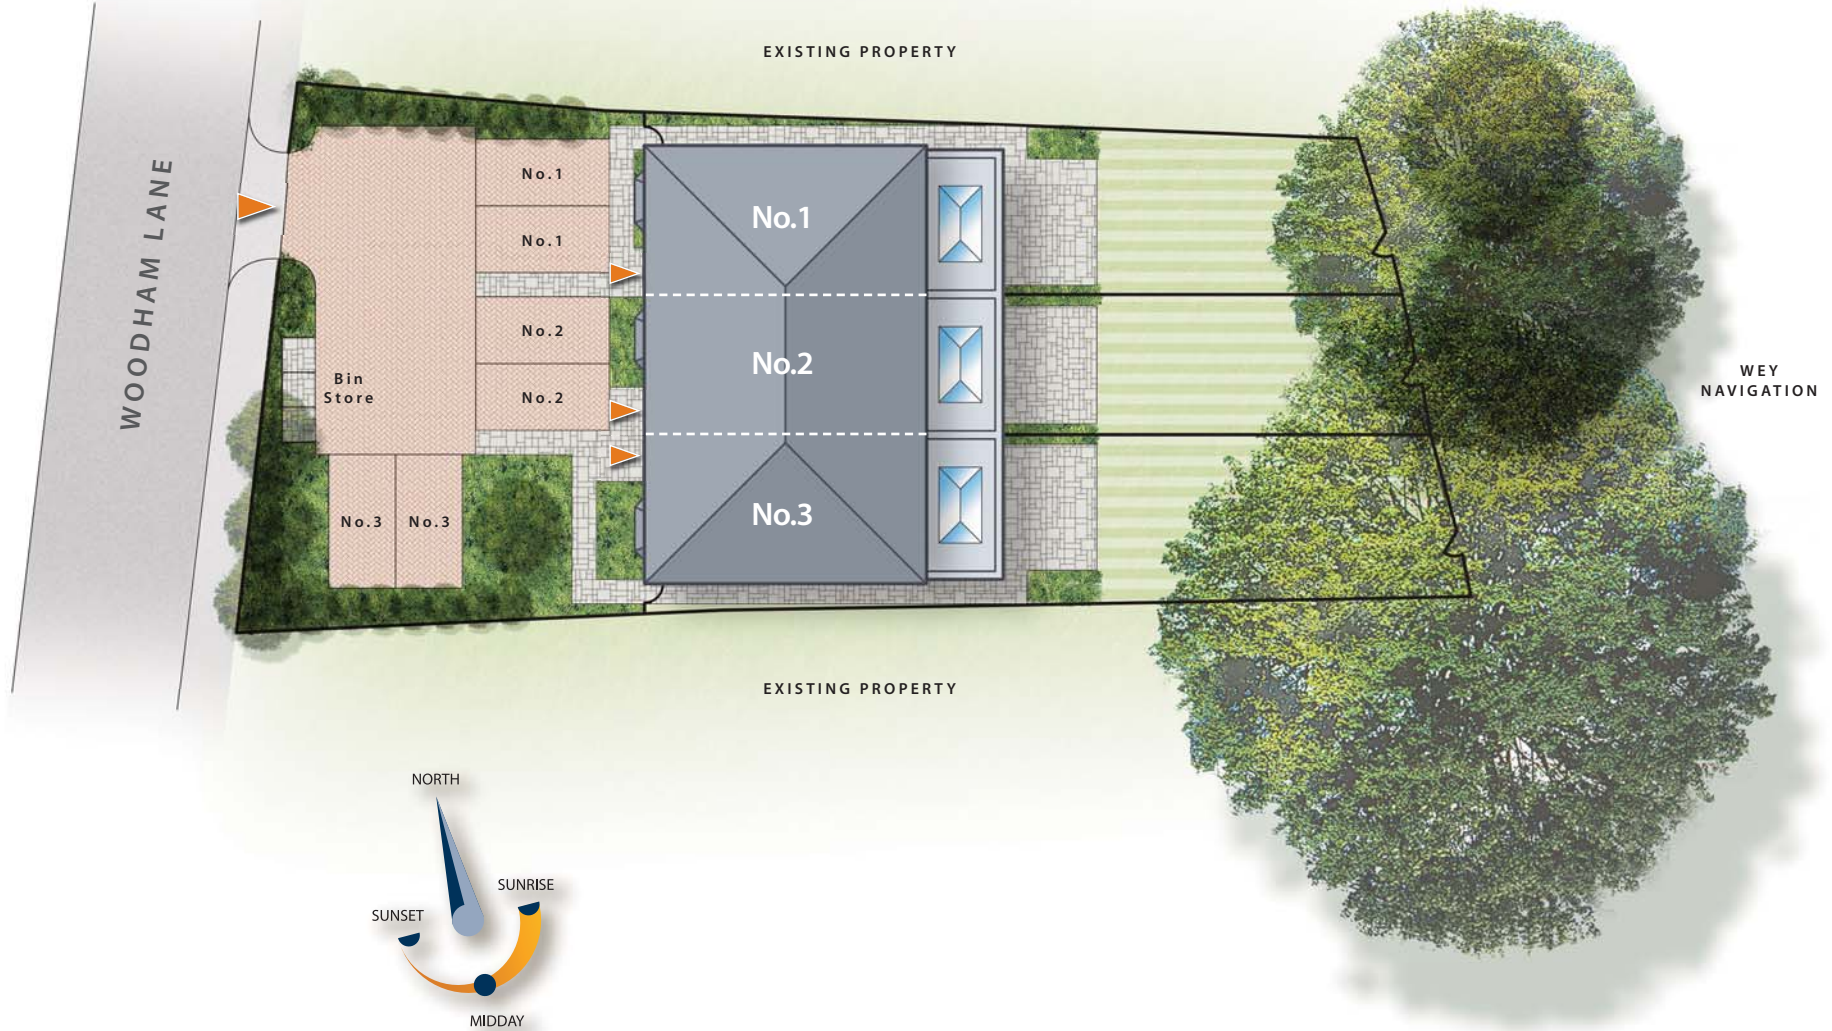 EXISTING PROPERTY
WOODHAM LANE
No.1
No.1
No.1
No.2
No.2
No.2
Bin
Store
WEY
NAVIGATION
No.3
No.3
No.3
EXISTING PROPERTY
NORTH
SUNRISE
SUNSET
MIDDAY